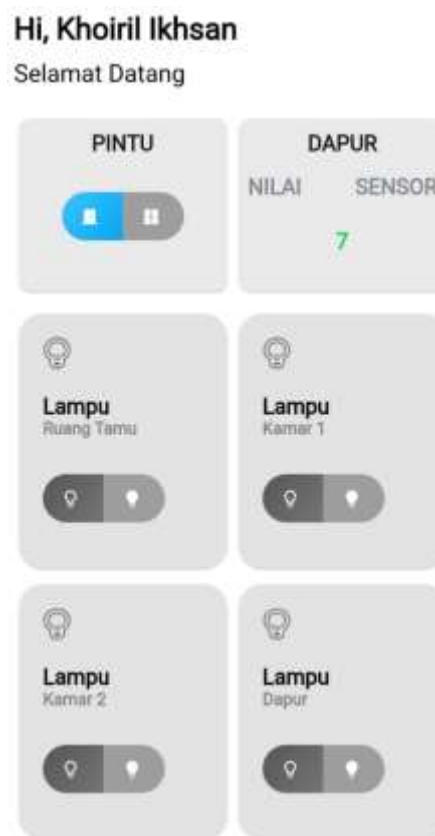 Hi, Khoiril Ikhsan
Selamat Datang
PINTU
DAPUR
NILAI SENSOR
7
Lampu
Ruang Tamu
Lampu
Kamar 1
Lampu
Kamar 2
Lampu
Dapur